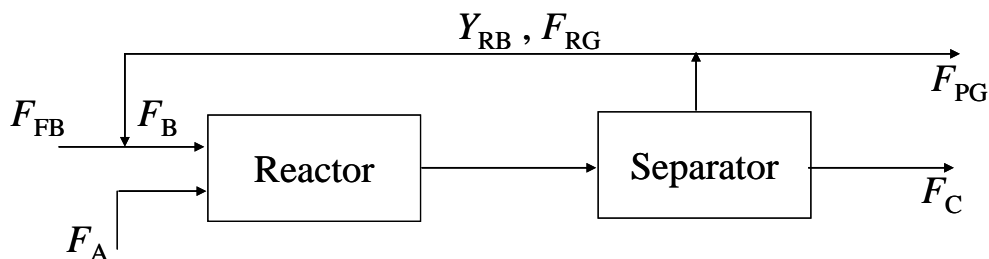 Y_RB , F_RG
F_PG
F_FB
F_B
Reactor
Separator
F_C
F_A